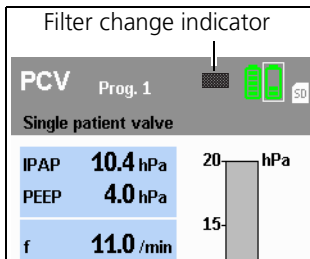 Filter change indicator
PCV Prog. 1
SD
Single patient valve
IPAP 10.4 hPa
20 hPa
PEEP 4.0 hPa
15
f 11.0 /min